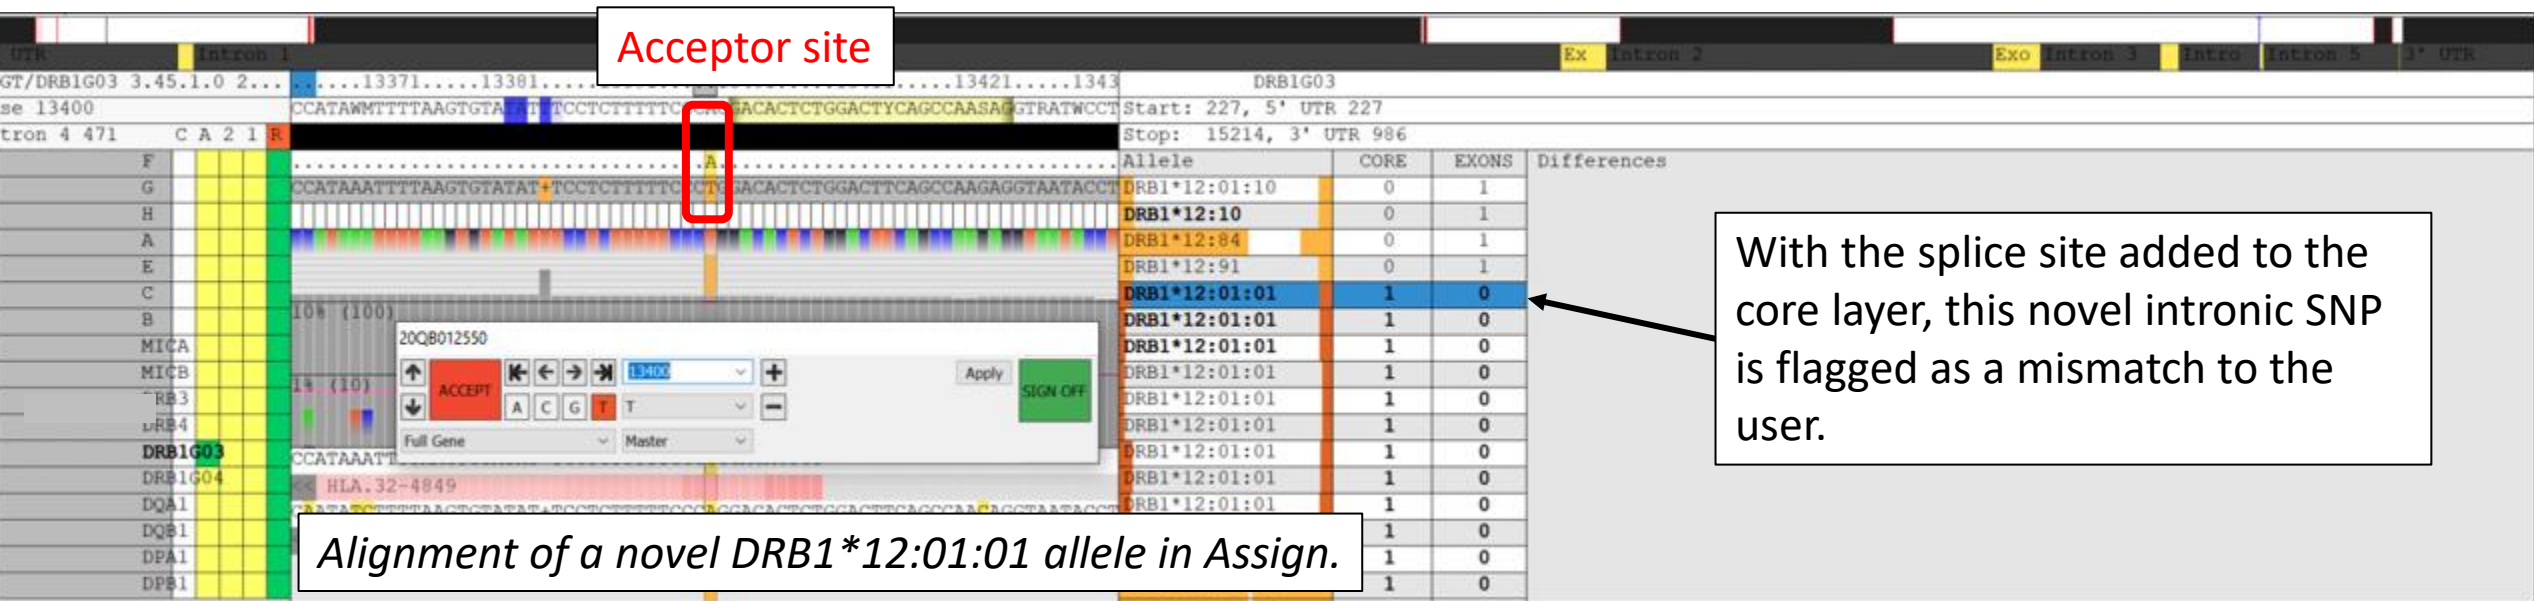 Acceptor site
UTR Intron 1 Ex Intron 2 Exo Intron 3 Intro Intron 5 3' UTR
GT/DRB1G03 3.45.1.0 2... ....13371.....13381..... .....13421.....1343 DRB1G03
se 13400 Start: 227, 5' UTR 227
tron 4 471 C A 2 1 R Stop: 15214, 3' UTR 986
F A Allele CORE EXONS Differences
G DRB1*12:01:10 0 1
H DRB1*12:10 0 1
A DRB1*12:84 0 1
E DRB1*12:91 0 1
C DRB1*12:01:01 1 0
B 10% (100) DRB1*12:01:01 1 0
MICA DRB1*12:01:01 1 0
MICB DRB1*12:01:01 1 0
RB3 1% (10) DRB1*12:01:01 1 0
DRB4 DRB1*12:01:01 1 0
DRB1G03 CCATAAATT DRB1*12:01:01 1 0
DRB1G04 << HLA.32-4849 DRB1*12:01:01 1 0
DQA1 DRB1*12:01:01 1 0
DQB1 1 0
DPA1 1 0
DPB1 1 0
20QB012550
ACCEPT 13400 Apply SIGN OFF
A C G T T
Full Gene Master
With the splice site added to the
core layer, this novel intronic SNP
is flagged as a mismatch to the
user.
Alignment of a novel DRB1*12:01:01 allele in Assign.